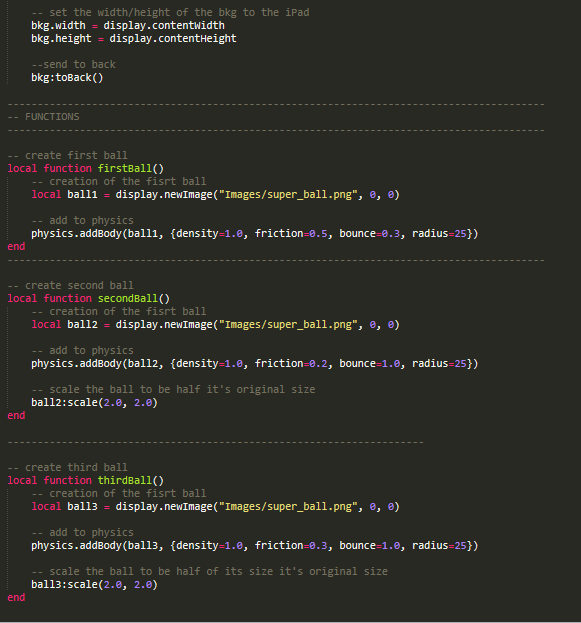 -- set the width/height of the bkg to the iPad
bkg.width = display.contentWidth
bkg.height = display.contentHeight
--send to back
bkg:toBack()
-----------------------------------------------------------------------------------------
-- FUNCTIONS
-----------------------------------------------------------------------------------------
-- create first ball
local function firstBall()
-- creation of the fisrt ball
local ball1 = display.newImage("Images/super_ball.png", 0, 0)
-- add to physics
physics.addBody(ball1, {density=1.0, friction=0.5, bounce=0.3, radius=25})
end
-----------------------------------------------------------------------------------------
-- create second ball
local function secondBall()
-- creation of the fisrt ball
local ball2 = display.newImage("Images/super_ball.png", 0, 0)
-- add to physics
physics.addBody(ball2, {density=1.0, friction=0.2, bounce=1.0, radius=25})
-- scale the ball to be half it's original size
ball2:scale(2.0, 2.0)
end
---------------------------------------------------------------------
-- create third ball
local function thirdBall()
-- creation of the fisrt ball
local ball3 = display.newImage("Images/super_ball.png", 0, 0)
-- add to physics
physics.addBody(ball3, {density=1.0, friction=0.3, bounce=1.0, radius=25})
-- scale the ball to be half of its size it's original size
ball3:scale(2.0, 2.0)
end